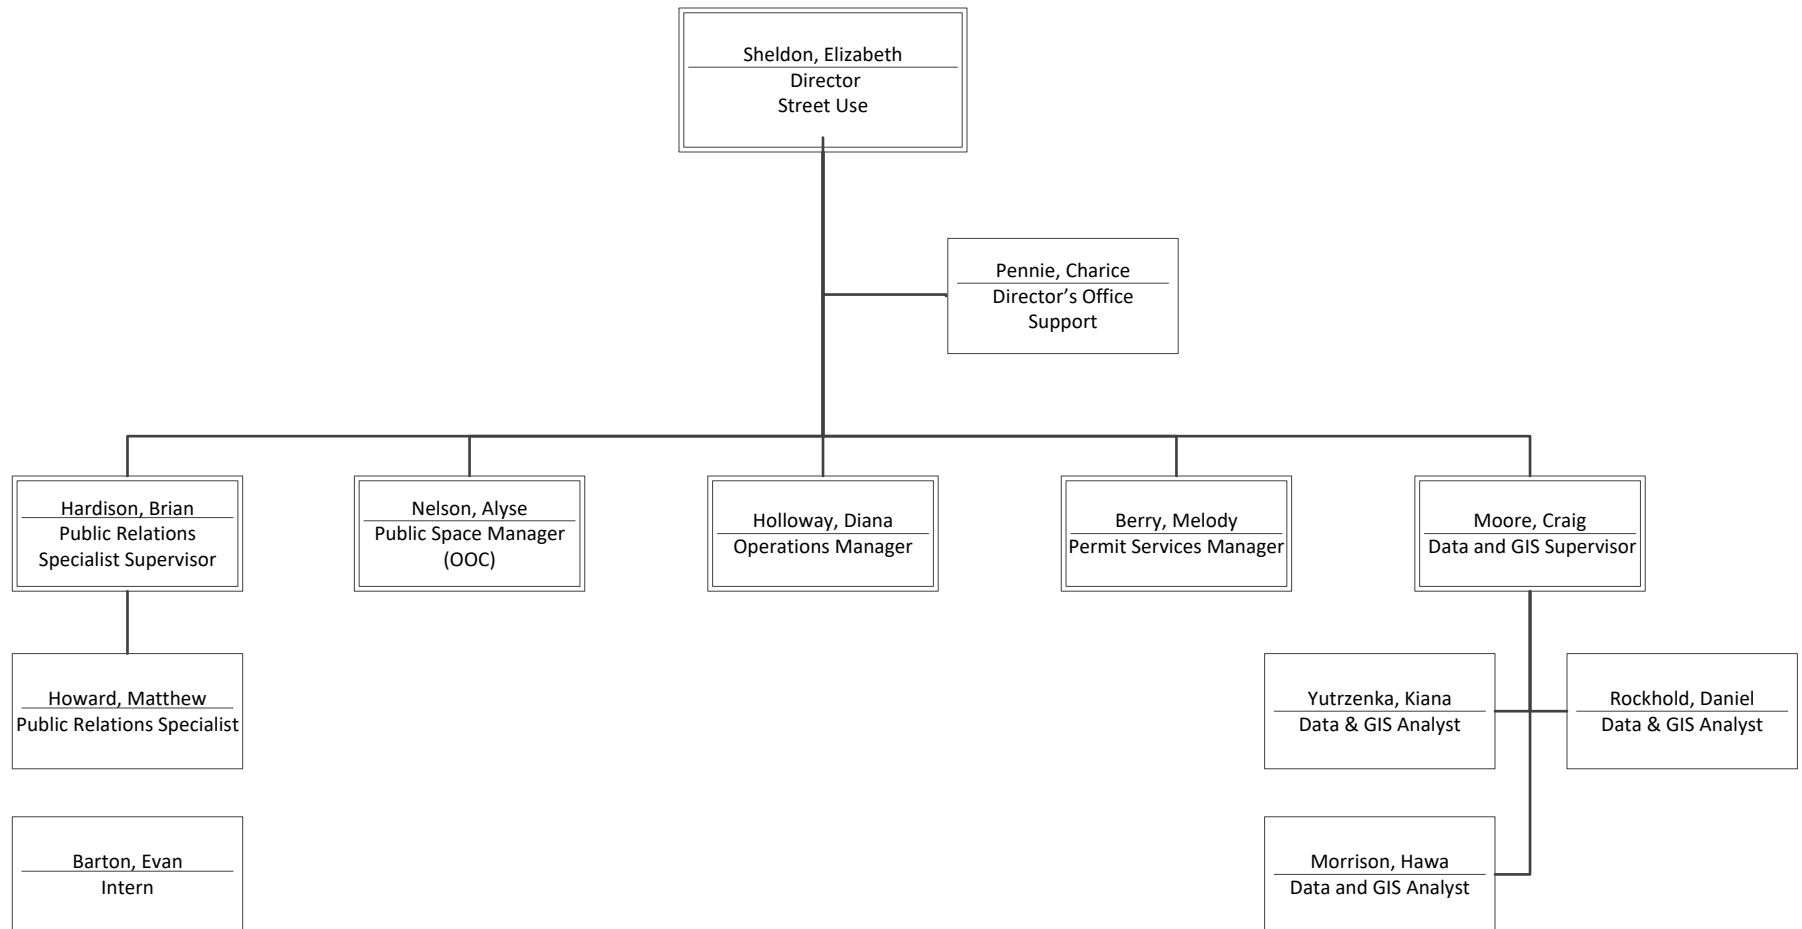 Sheldon, Elizabeth
Director
Street Use
Pennie, Charice
Director’s Office
Support
Hardison, Brian
Public Relations
Specialist Supervisor
Nelson, Alyse
Public Space Manager
(OOC)
Holloway, Diana
Operations Manager
Berry, Melody
Permit Services Manager
Moore, Craig
Data and GIS Supervisor
Howard, Matthew
Public Relations Specialist
Yutrzenka, Kiana
Data & GIS Analyst
Rockhold, Daniel
Data & GIS Analyst
Barton, Evan
Intern
Morrison, Hawa
Data and GIS Analyst